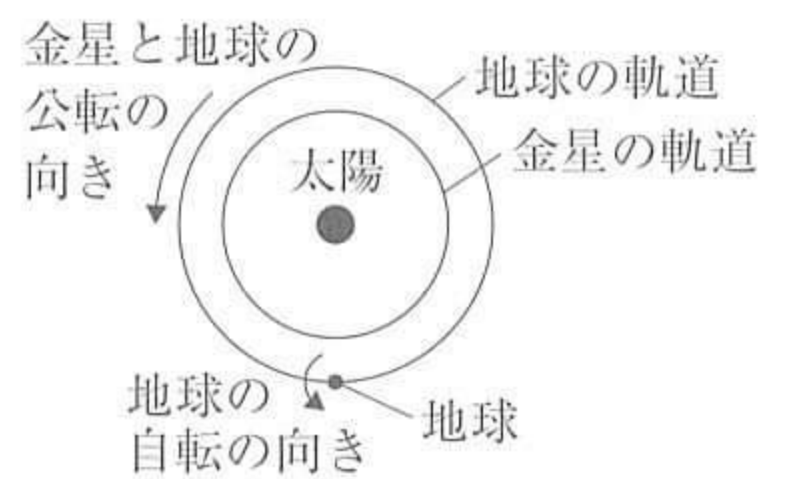 金星と地球の
公転の
向き
地球の軌道
金星の軌道
太陽
地球の
自転の向き
地球